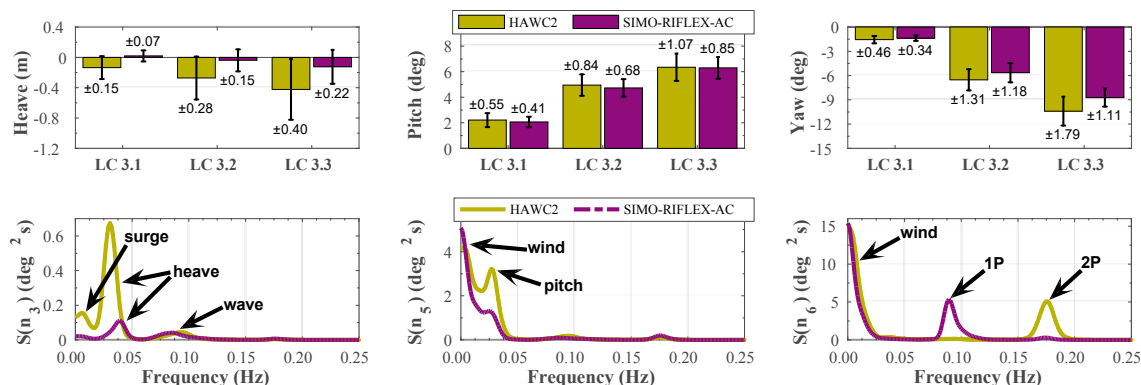 0.4
0
-0.4
-0.8
-1.2
Heave (m)
±0.15
±0.07
±0.28
±0.15
±0.40
±0.22
LC 3.1
LC 3.2
LC 3.3
HAWC2
SIMO-RIFLEX-AC
8
6
4
2
0
Pitch (deg)
±0.55
±0.41
±0.84
±0.68
±1.07
±0.85
LC 3.1
LC 3.2
LC 3.3
0
-3
-6
-9
-12
-15
Yaw (deg)
±0.46
±0.34
±1.31
±1.18
±1.79
±1.11
LC 3.1
LC 3.2
LC 3.3
0.6
0.4
0.2
0
S(n 3) (deg 2 s)
surge
heave
wave
0.00
0.05
0.10
0.15
0.20
0.25
Frequency (Hz)
HAWC2
SIMO-RIFLEX-AC
4
2
0
S(n 5) (deg 2 s)
wind
pitch
0.00
0.05
0.10
0.15
0.20
0.25
Frequency (Hz)
15
10
5
0
S(n 6) (deg 2 s)
wind
1P
2P
0.00
0.05
0.10
0.15
0.20
0.25
Frequency (Hz)